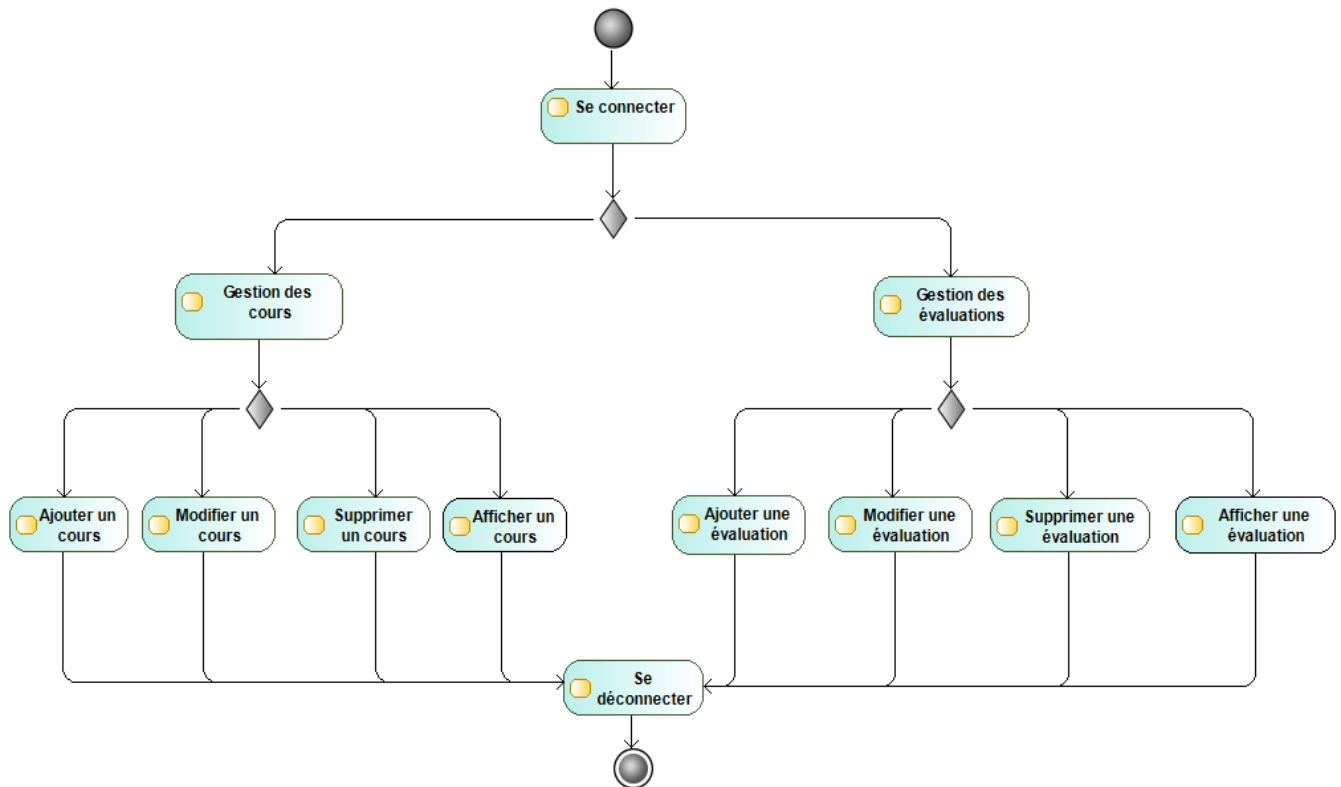 Se connecter
Gestion des
cours
Gestion des
évaluations
Ajouter un
cours
Modifier un
cours
Supprimer
un cours
Afficher un
cours
Ajouter une
évaluation
Modifier une
évaluation
Supprimer une
évaluation
Afficher une
évaluation
Se
déconnecter